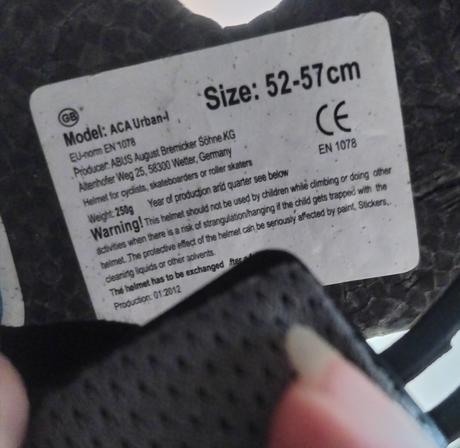 GB
Size: 52-57cm
Model: ACA Urban-I
EU-norm EN 1078
Producer: ABUS August Bremicker Söhne KG
Altenhofer Weg 25, 58300 Wetter, Germany
Helmet for cyclists, skateboarders or roller skaters
Weight: 250g Year of production and quarter see below
CE
EN 1078
Warning! This helmet should not be used by children while climbing or doing other
activities when there is a risk of strangulation/hanging if the child gets trapped with the
helmet. The protective effect of the helmet can be seriously affected by paint, Stickers,
cleaning liquids or other solvents.
The helmet has to be exchanged after
Production: 01.2012